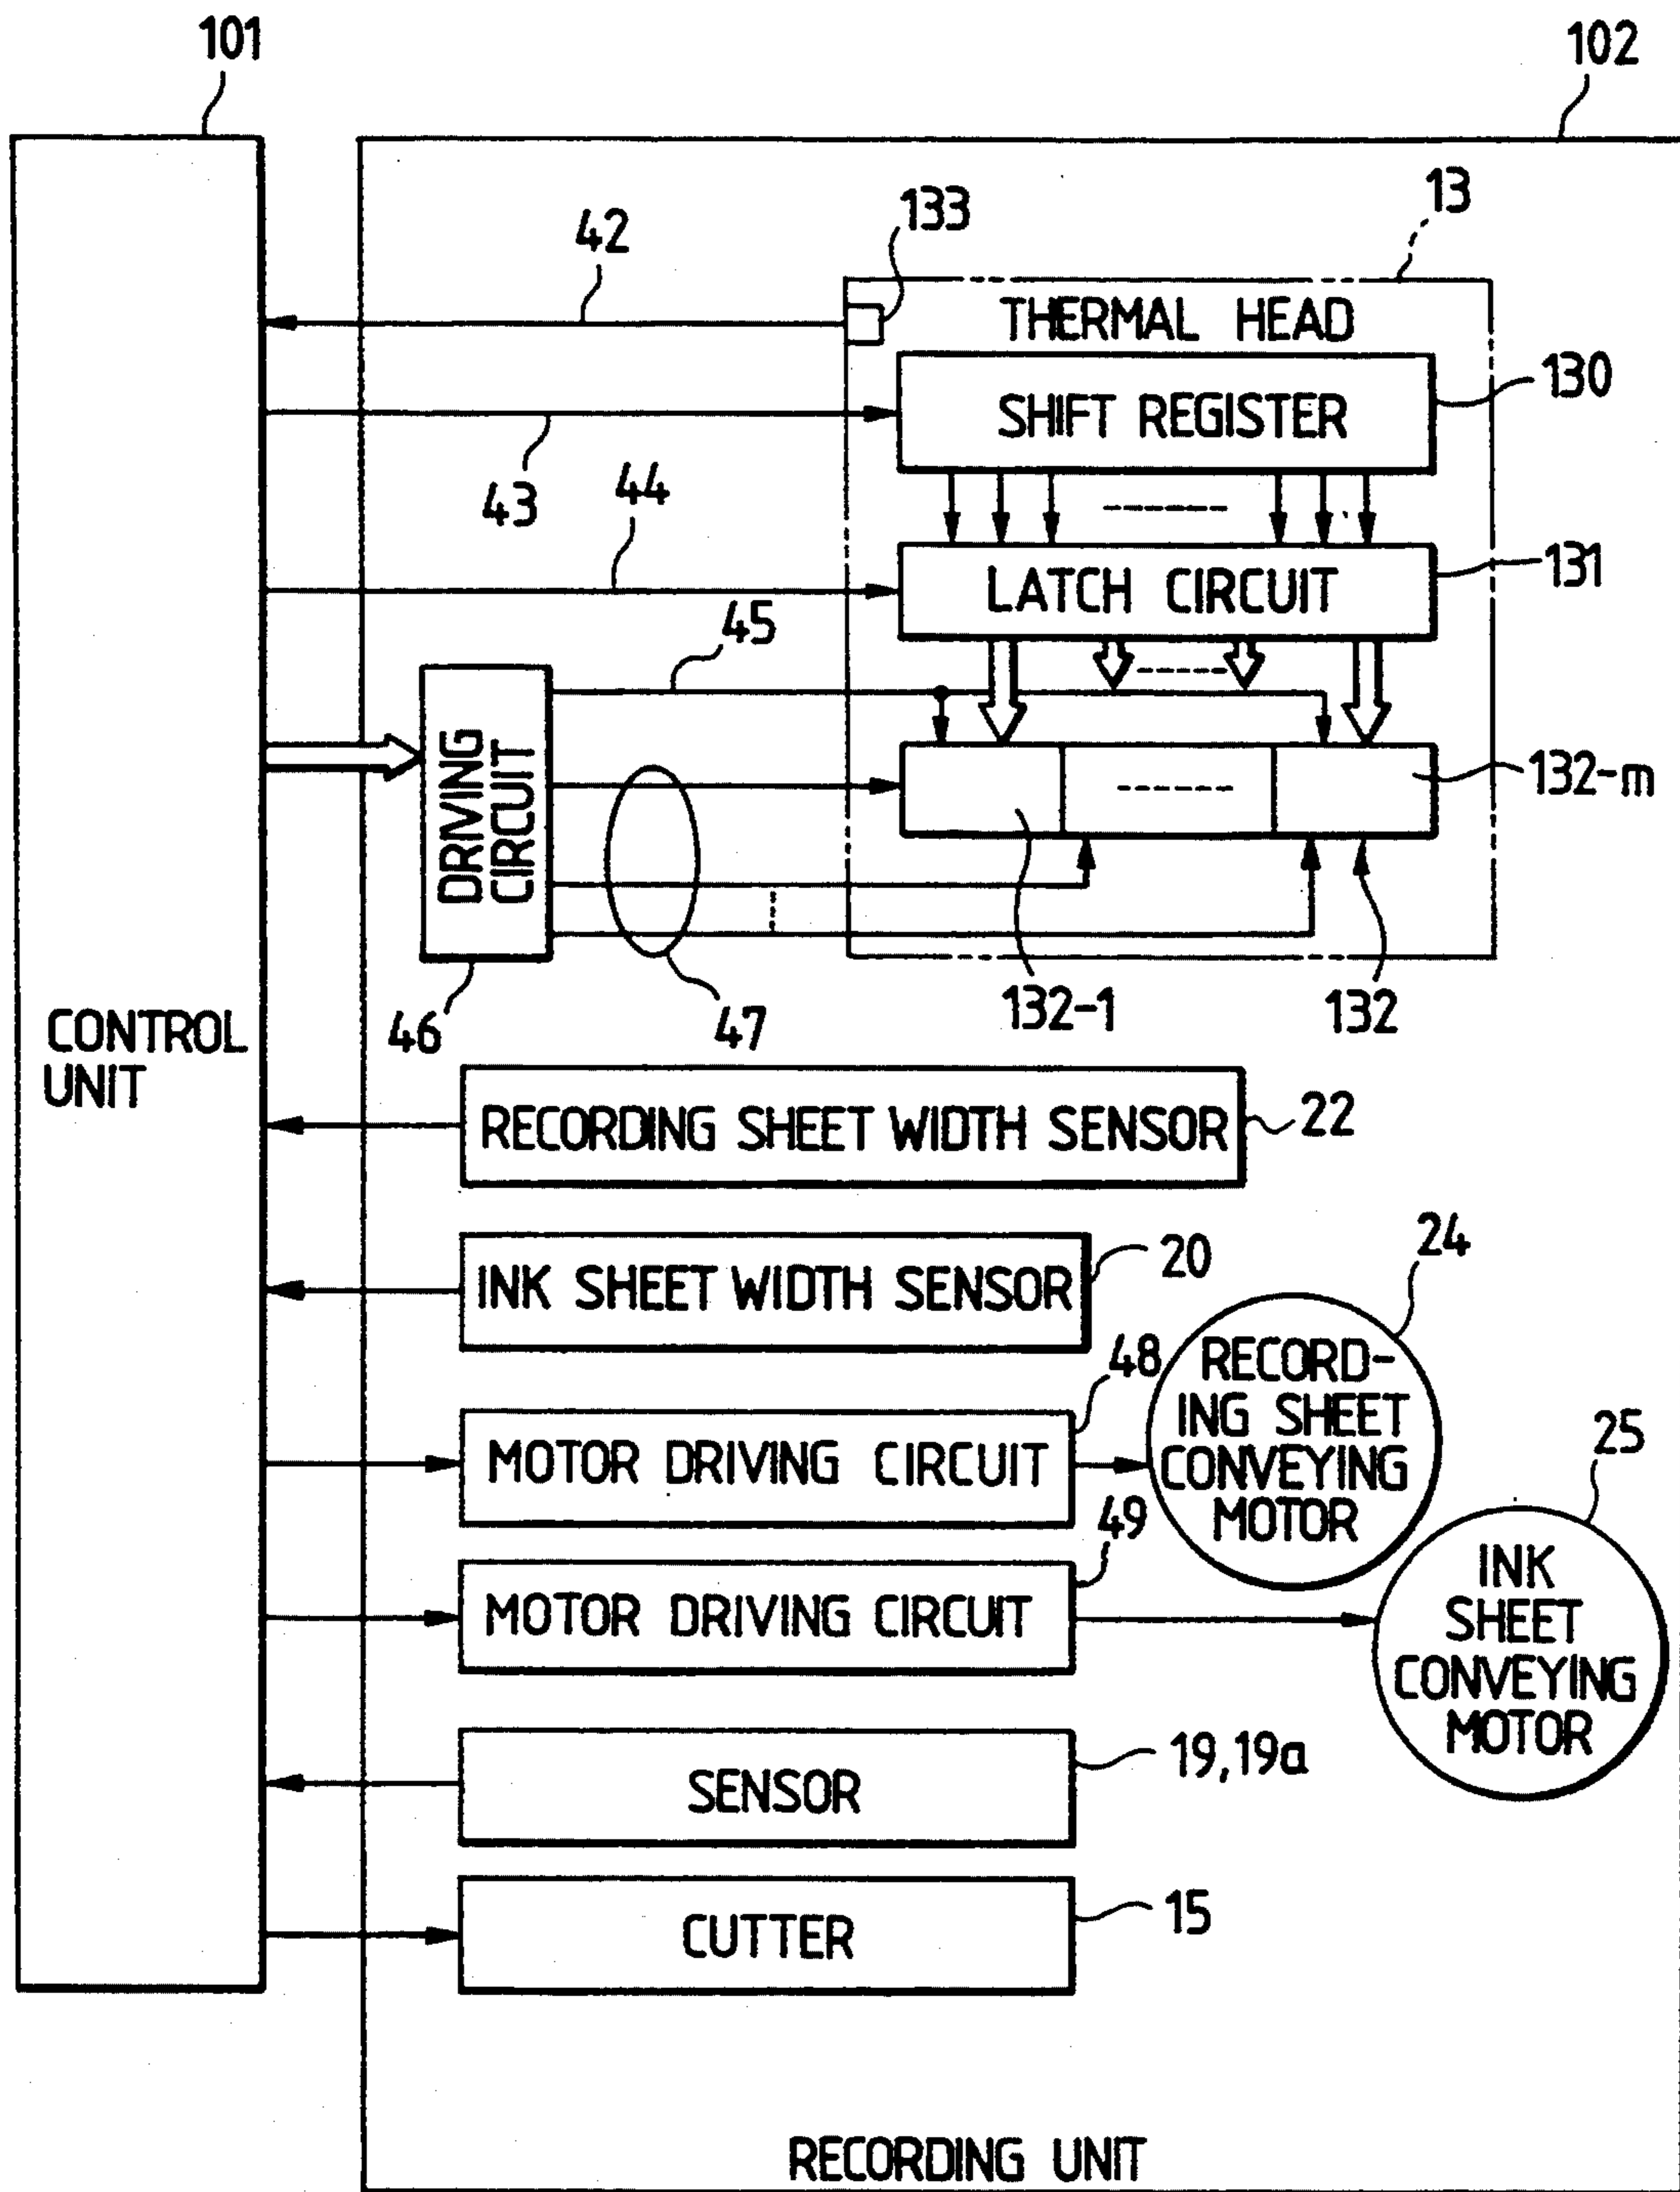 101
102
13
133
42
THERMAL HEAD
130
SHIFT REGISTER
43
44
131
LATCH CIRCUIT
45
DRIVING
CIRCUIT
132-m
132-1
132
46
47
CONTROL
UNIT
RECORDING SHEET WIDTH SENSOR
22
INK SHEET WIDTH SENSOR
20
24
48
RECORD-
ING SHEET
CONVEYING
MOTOR
MOTOR DRIVING CIRCUIT
25
49
MOTOR DRIVING CIRCUIT
INK
SHEET
CONVEYING
MOTOR
19,19a
SENSOR
15
CUTTER
RECORDING UNIT